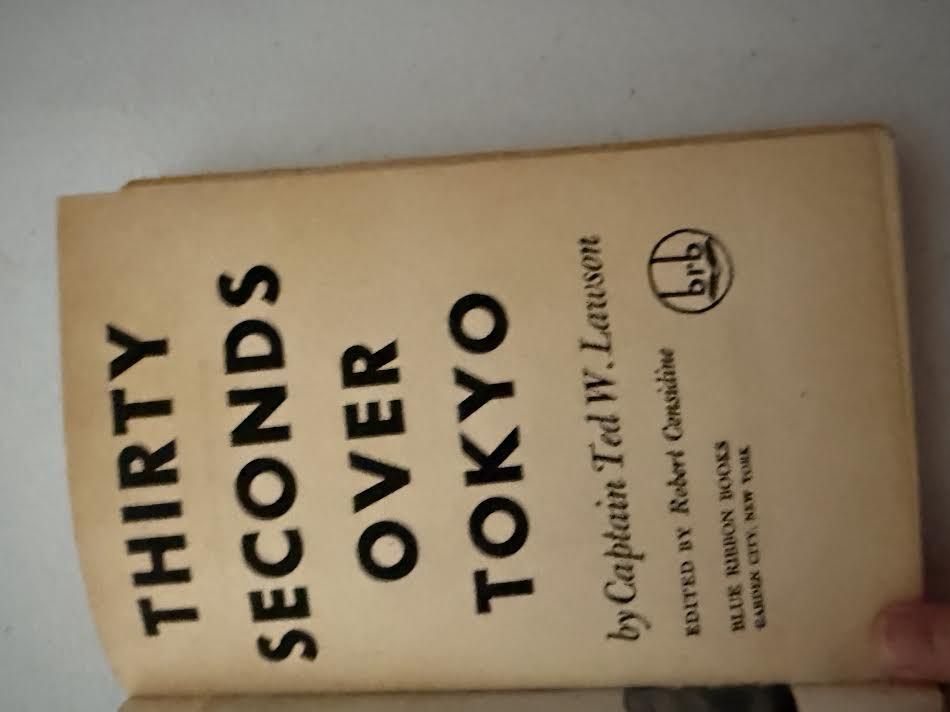 THIRTY
SECONDS
OVER
TOKYO
by Captain Ted W. Lawson
EDITED BY Robert Considine
brb
BLUE RIBBON BOOKS
GARDEN CITY, NEW YORK